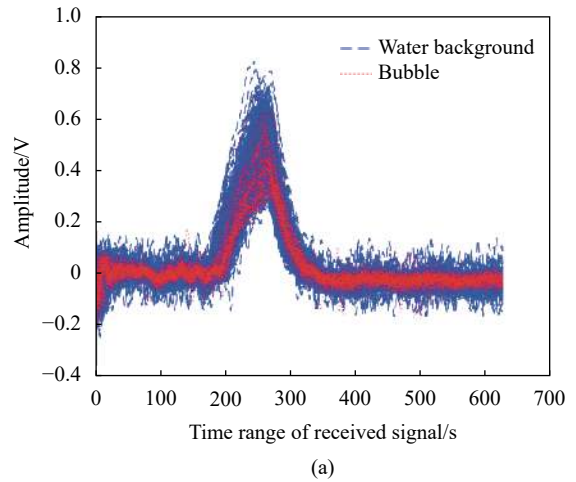 1.0
0.8
0.6
0.4
0.2
0
−0.2
−0.4
Amplitude/V
Water background
Bubble
0 100 200 300 400 500 600 700
Time range of received signal/s
(a)